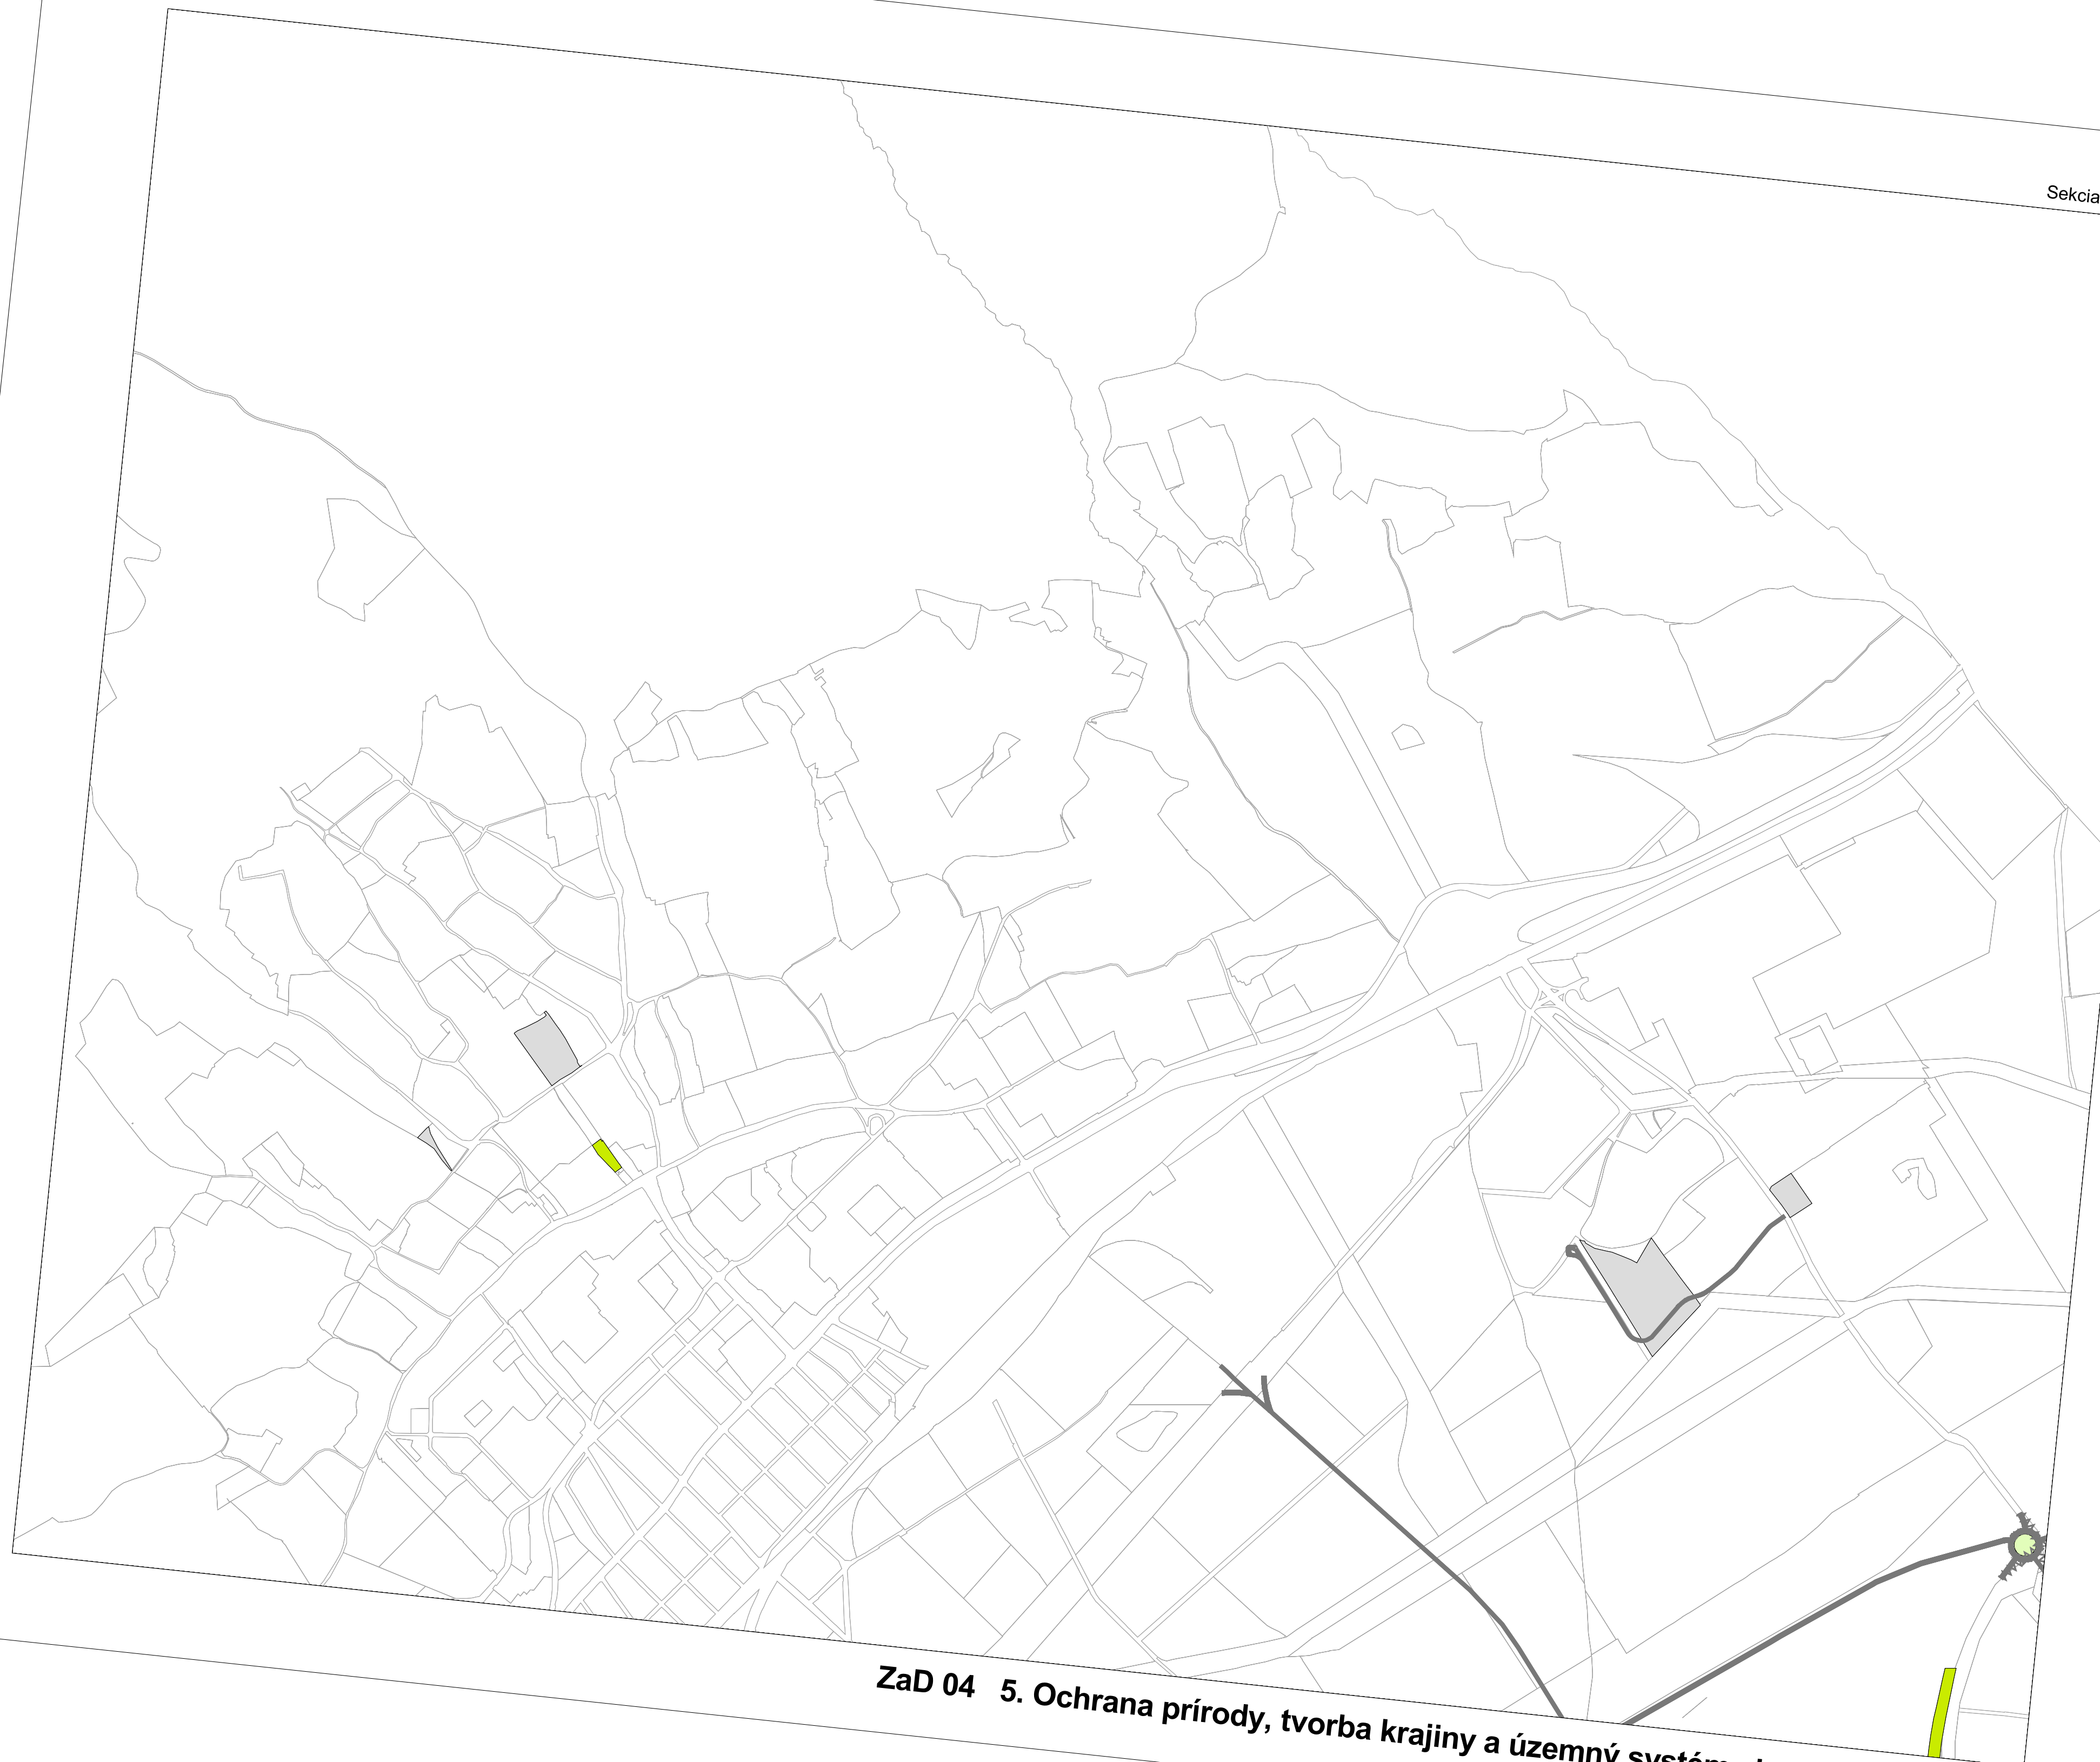 Sekcia
ZaD 04 5. Ochrana prírody, tvorba krajiny a územný